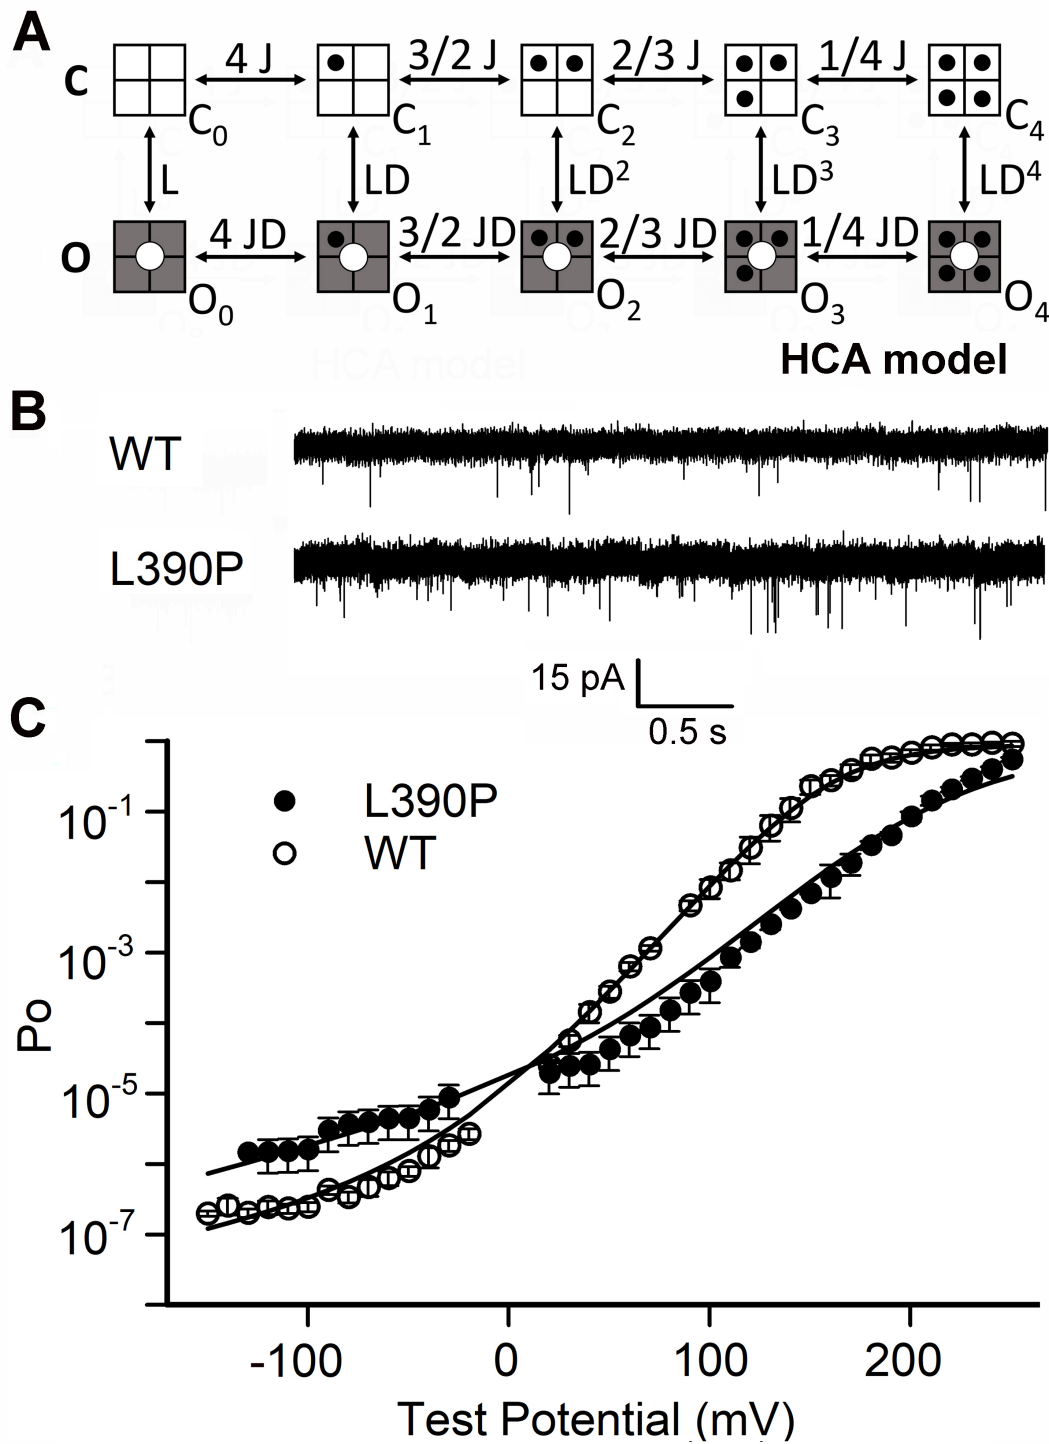 A
4 J 3/2 J 2/3 J 1/4 J
C
C0 C1 C2 C3 C4
L LD LD² LD³ LD⁴
4 JD 3/2 JD 2/3 JD 1/4 JD
O
O0 O1 O2 O3 O4
HCA model
B
WT
L390P
15 pA
0.5 s
C
L390P
WT
10⁻¹
10⁻³
10⁻⁵
10⁻⁷
Po
-100 0 100 200
Test Potential (mV)